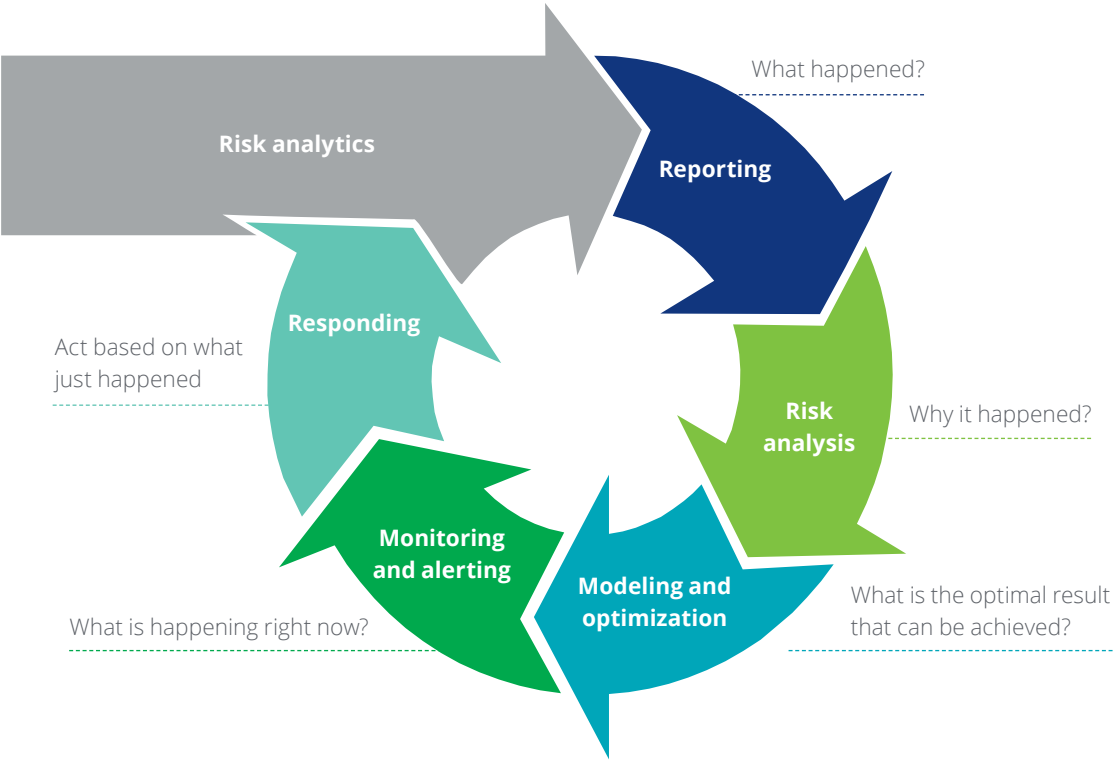 Risk analytics
What happened?
Reporting
Risk
analysis
Why it happened?
Modeling and
optimization
What is the optimal result
that can be achieved?
Monitoring
and alerting
What is happening right now?
Responding
Act based on what
just happened